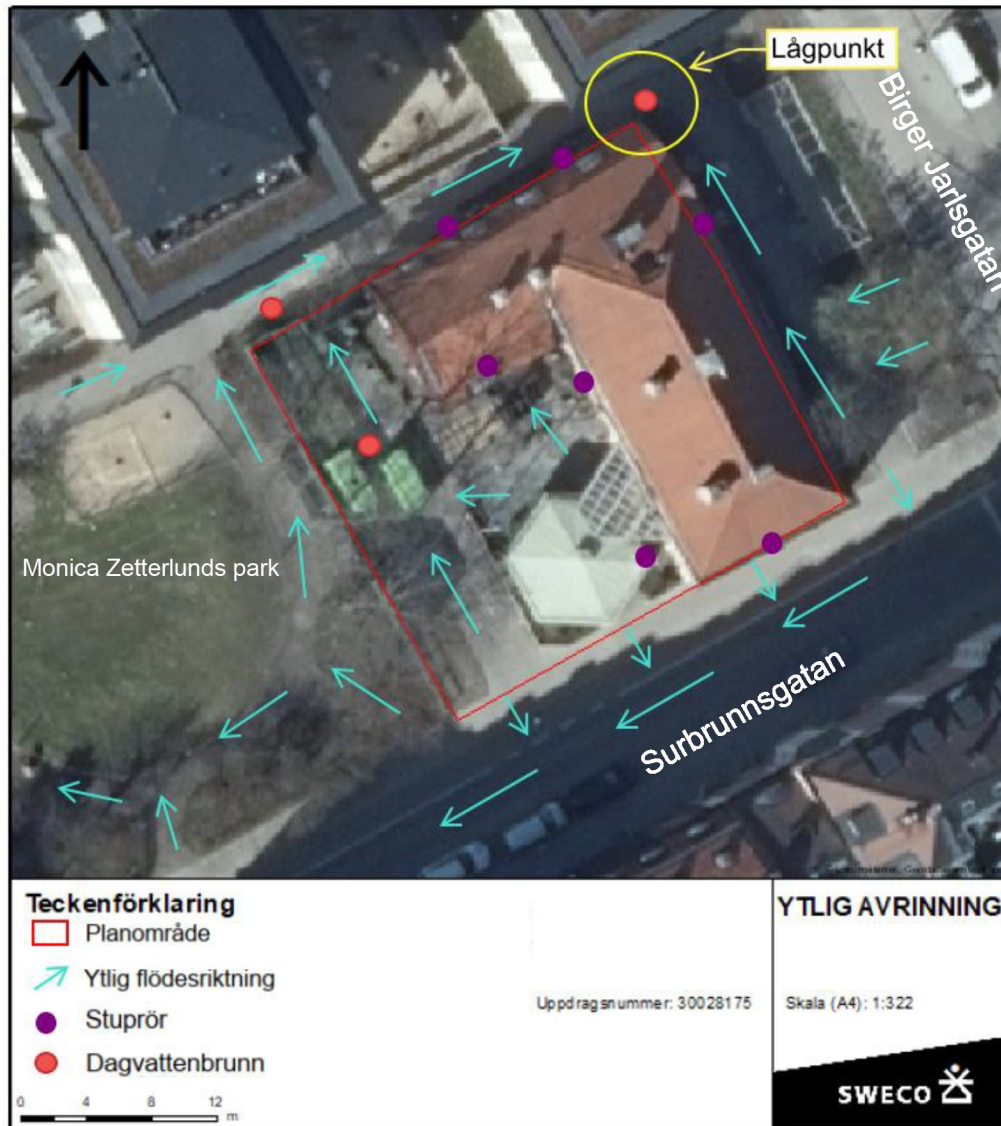 Lågpunkt
Birger Jarlsgatan
Monica Zetterlunds park
Surbrunnsgatan
Teckenförklaring
Planområde
Ytlig flödesriktning
Stuprör
Dagvattenbrunn
0 4 8 12
m
Uppdragsnummer: 30028175
YTLIG AVRINNING
Skala (A4): 1:322
SWECO